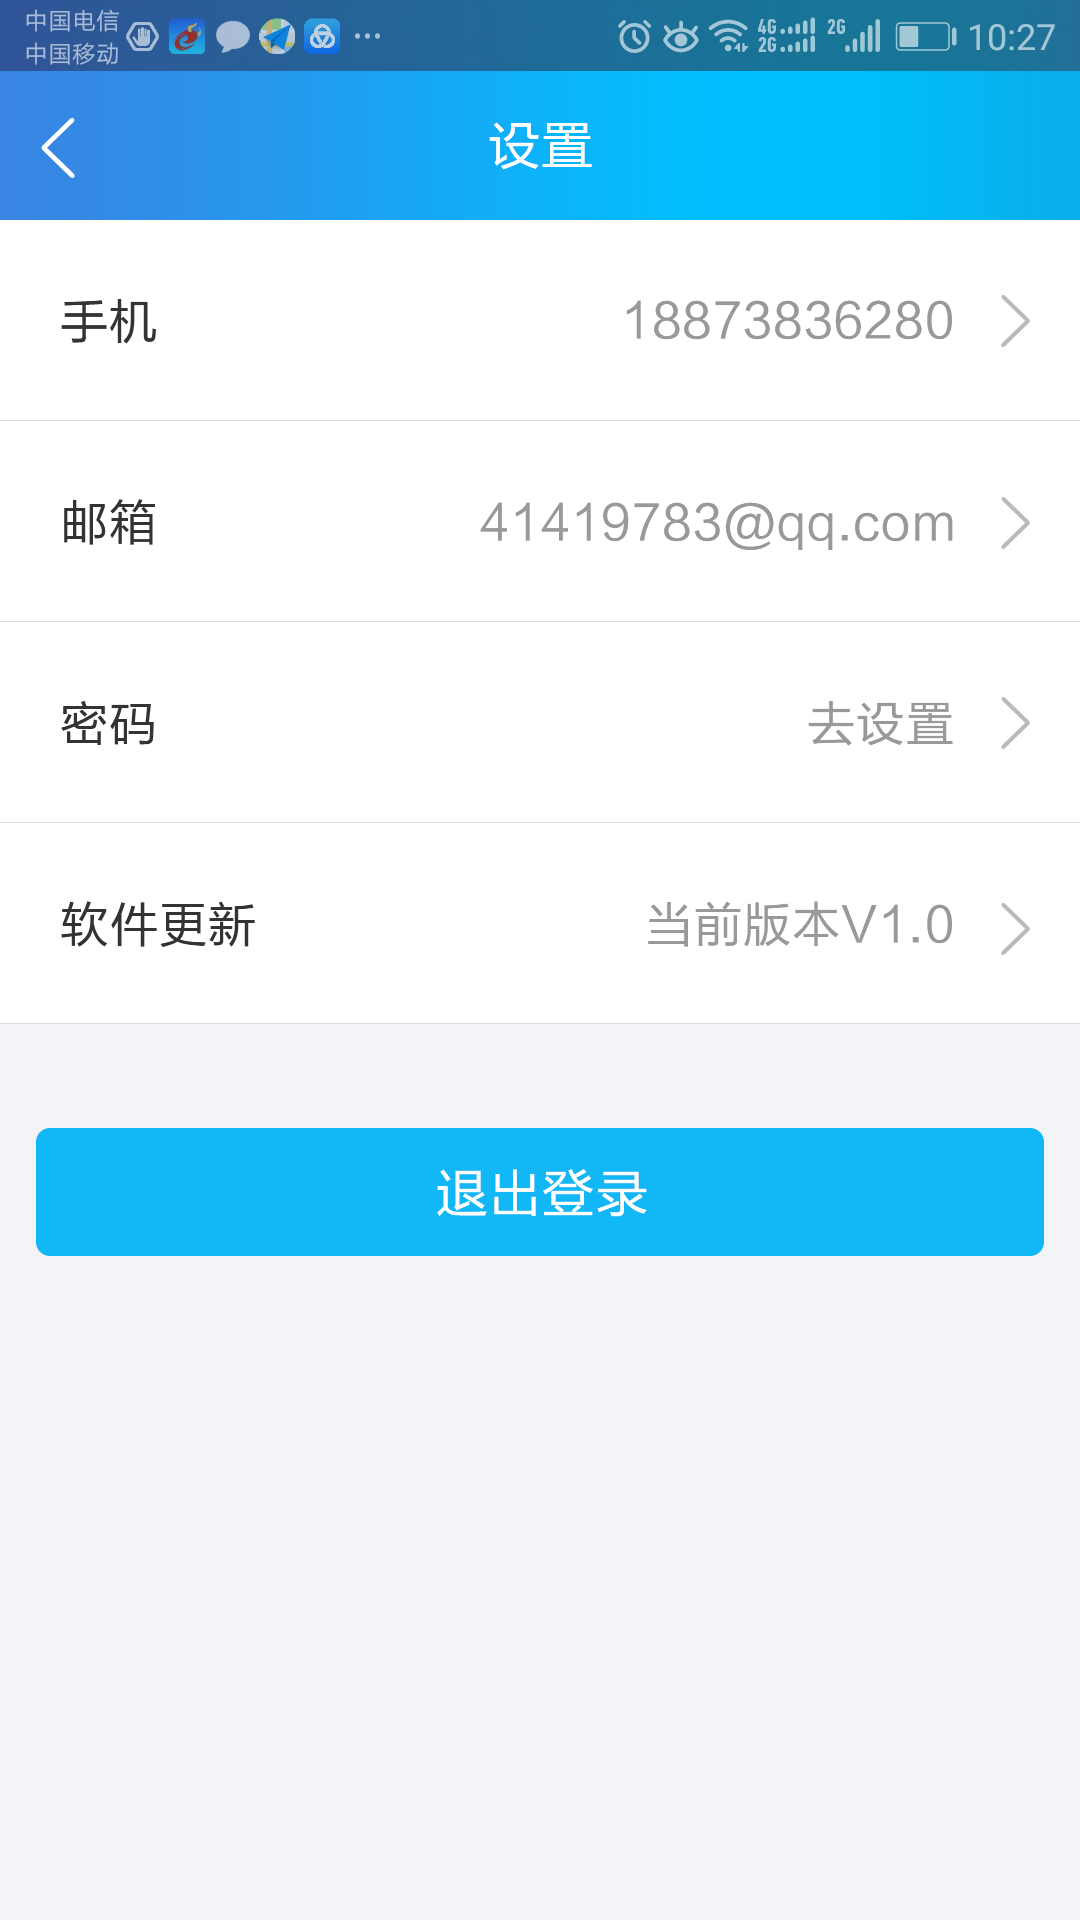 中国电信
中国移动
4G
2G
2G
10:27
设置
手机 18873836280
邮箱 41419783@qq.com
密码 去设置
软件更新 当前版本V1.0
退出登录